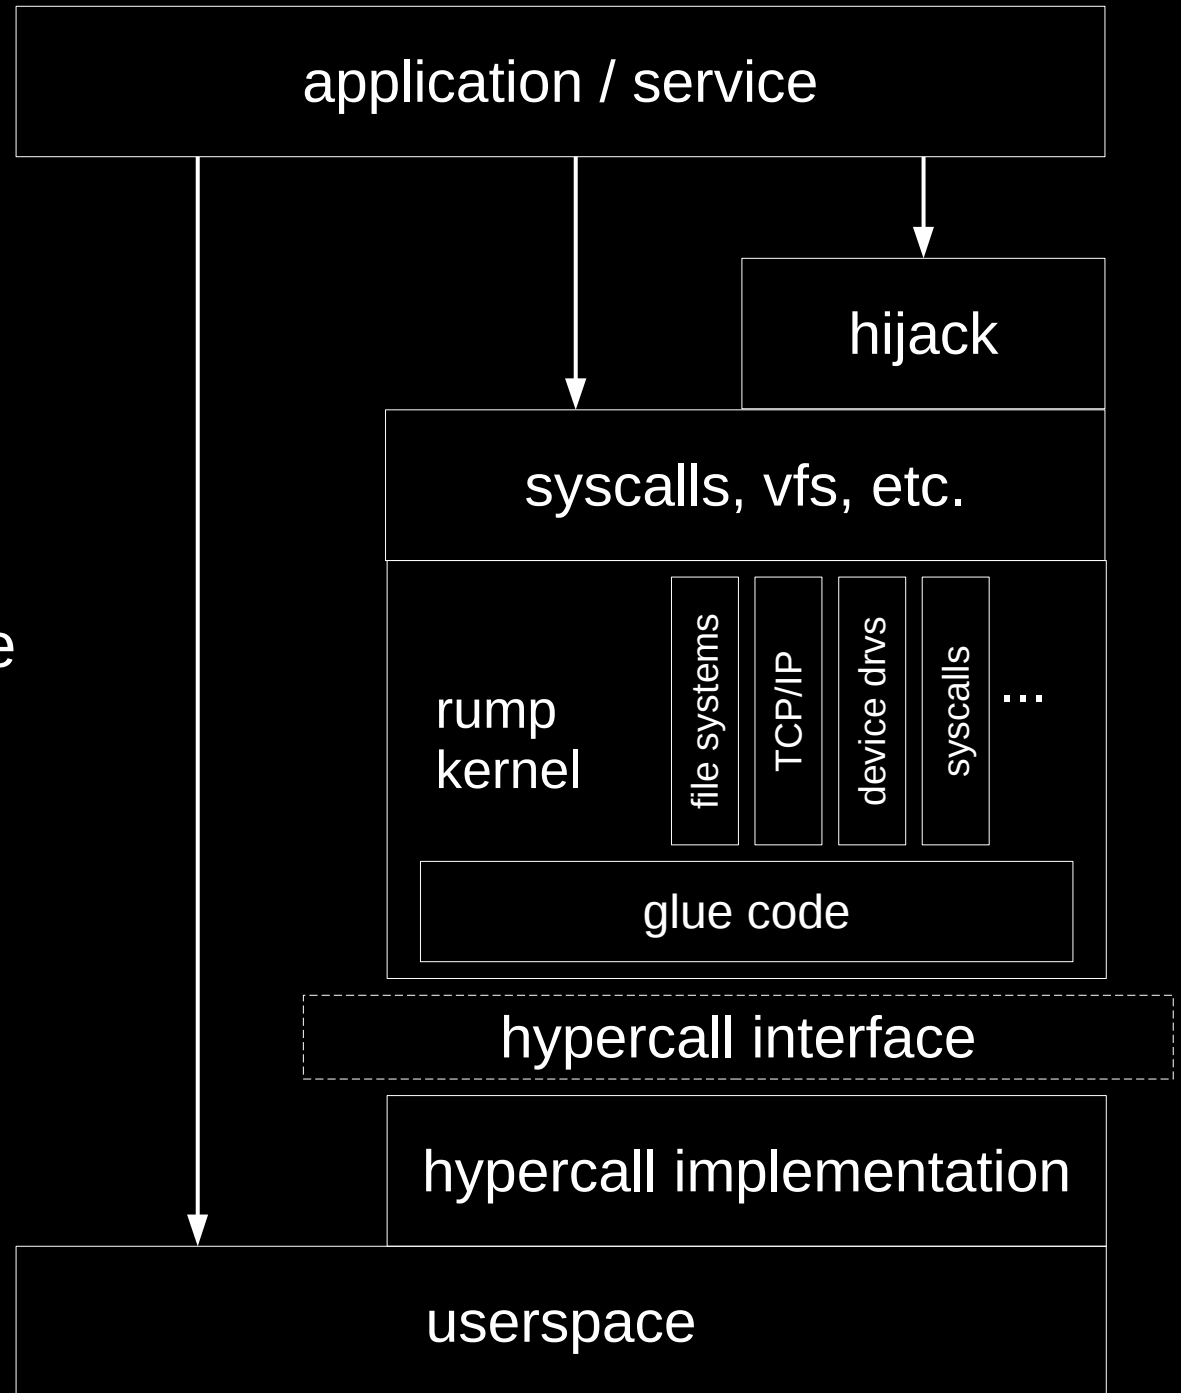 application / service
hijack
syscalls, vfs, etc.
e
rump
kernel
file systems
TCP/IP
device drvs
syscalls
...
glue code
hypercall interface
hypercall implementation
userspace